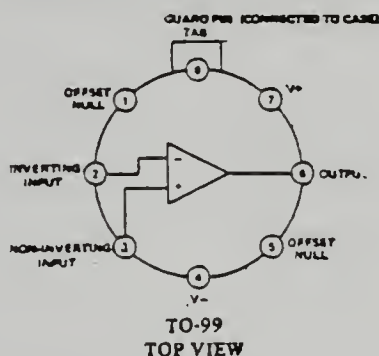 GUARD PIN (CONNECTED TO CASE)
TAB
8
OFFSET
NULL
1
7
V+
INVERTING
INPUT
2
−
+
6
OUTPUT
NON-INVERTING
INPUT
3
5
OFFSET
NULL
4
V−
TO-99
TOP VIEW